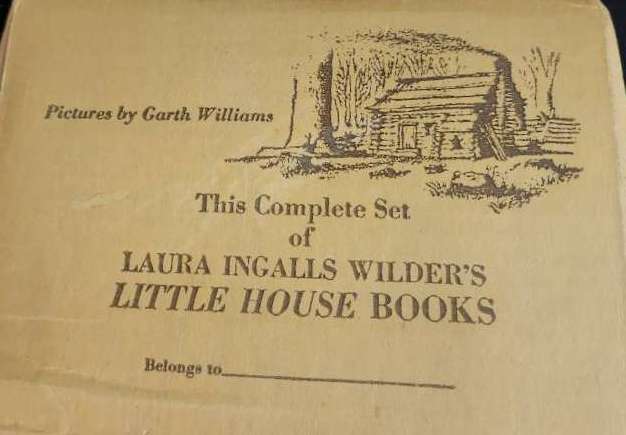 Pictures by Garth Williams
This Complete Set
of
LAURA INGALLS WILDER'S
LITTLE HOUSE BOOKS
Belongs to